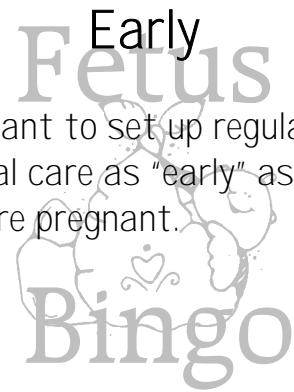 Early
Fetus
ant to set up regula
al care as "early" as
re pregnant.
Bingo